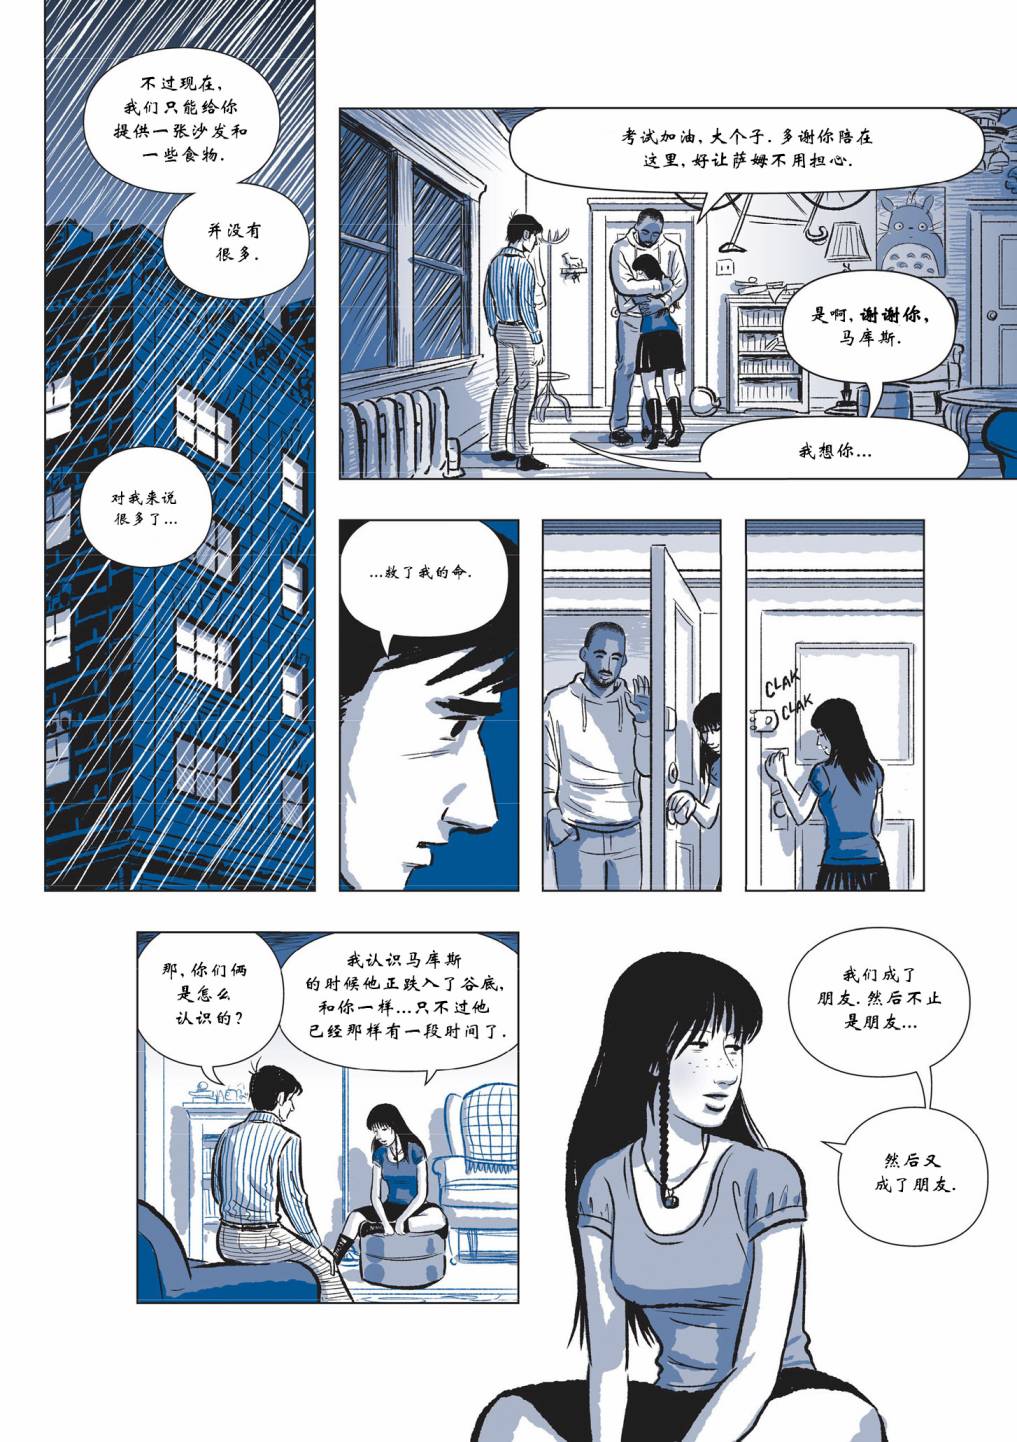 不过现在,
我们只能给你
提供一张沙发和
一些食物.
并没有
很多.
对我来说
很多了...
考试加油, 大个子. 多谢你陪在
这里, 好让萨姆不用担心.
是啊, 谢谢你,
马库斯.
我想你...
...救了我的命.
CLAK
CLAK
那, 你们俩
是怎么
认识的?
我认识马库斯
的时候他正跌入了谷底,
和你一样...只不过他
已经那样有一段时间了.
我们成了
朋友. 然后不止
是朋友...
然后又
成了朋友.